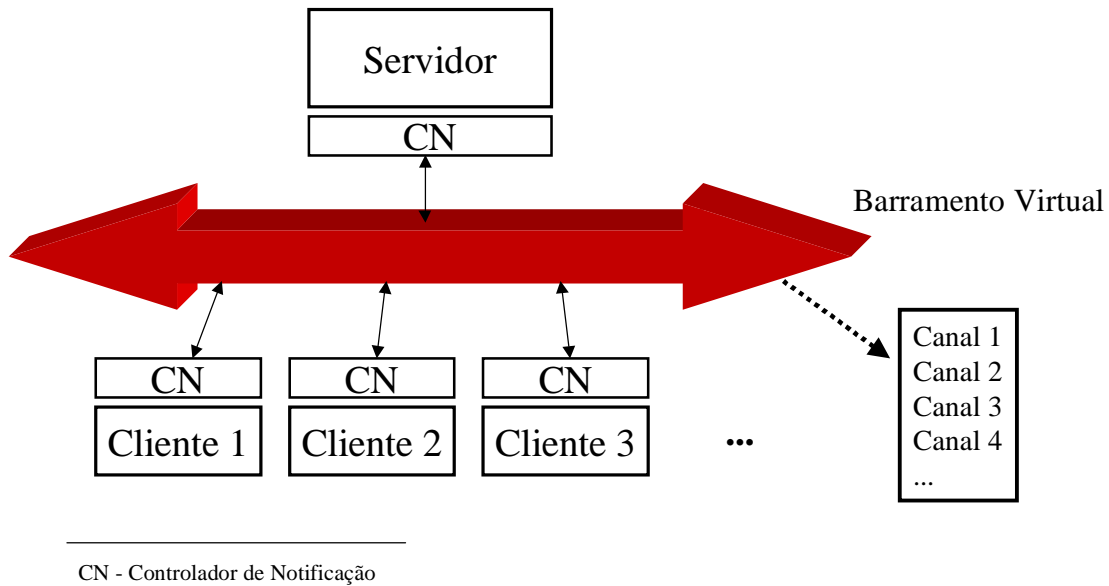 Servidor
CN
Barramento Virtual
CN
CN
CN
Cliente 1
Cliente 2
Cliente 3
...
Canal 1
Canal 2
Canal 3
Canal 4
...
CN - Controlador de Notificação